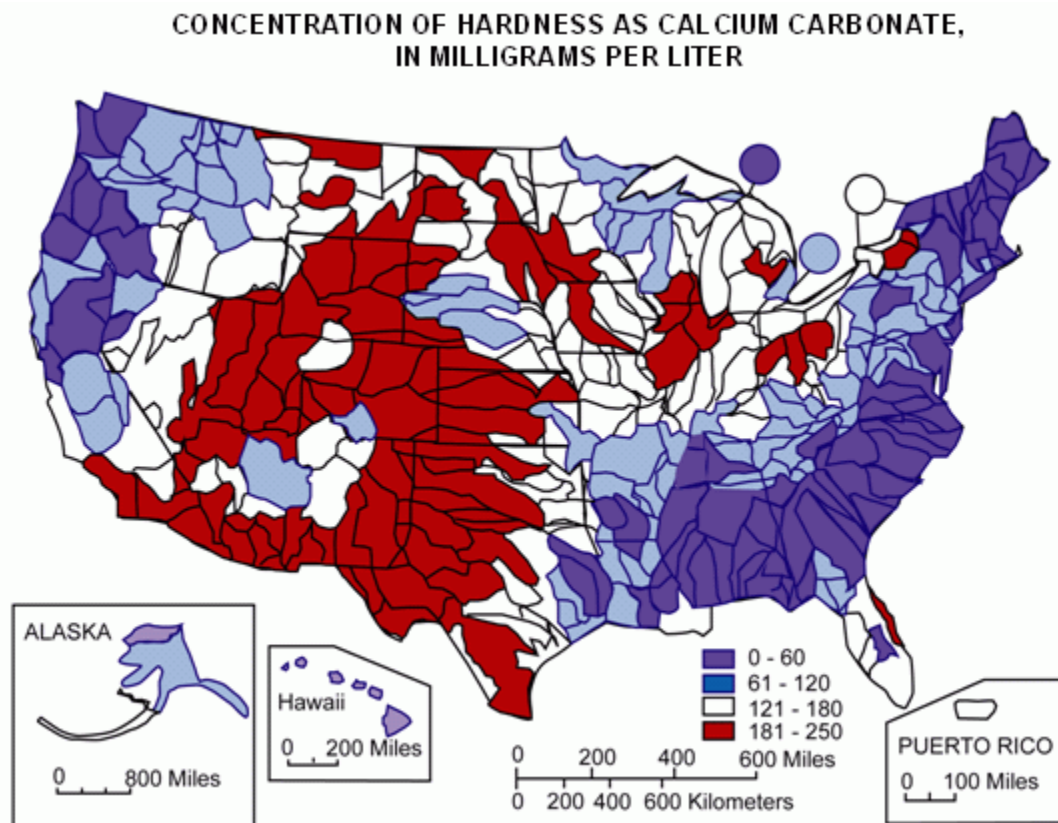 CONCENTRATION OF HARDNESS AS CALCIUM CARBONATE,
IN MILLIGRAMS PER LITER
ALASKA
0 800 Miles
Hawaii
0 200 Miles
0 - 60
61 - 120
121 - 180
181 - 250
0 200 400 600 Miles
0 200 400 600 Kilometers
PUERTO RICO
0 100 Miles